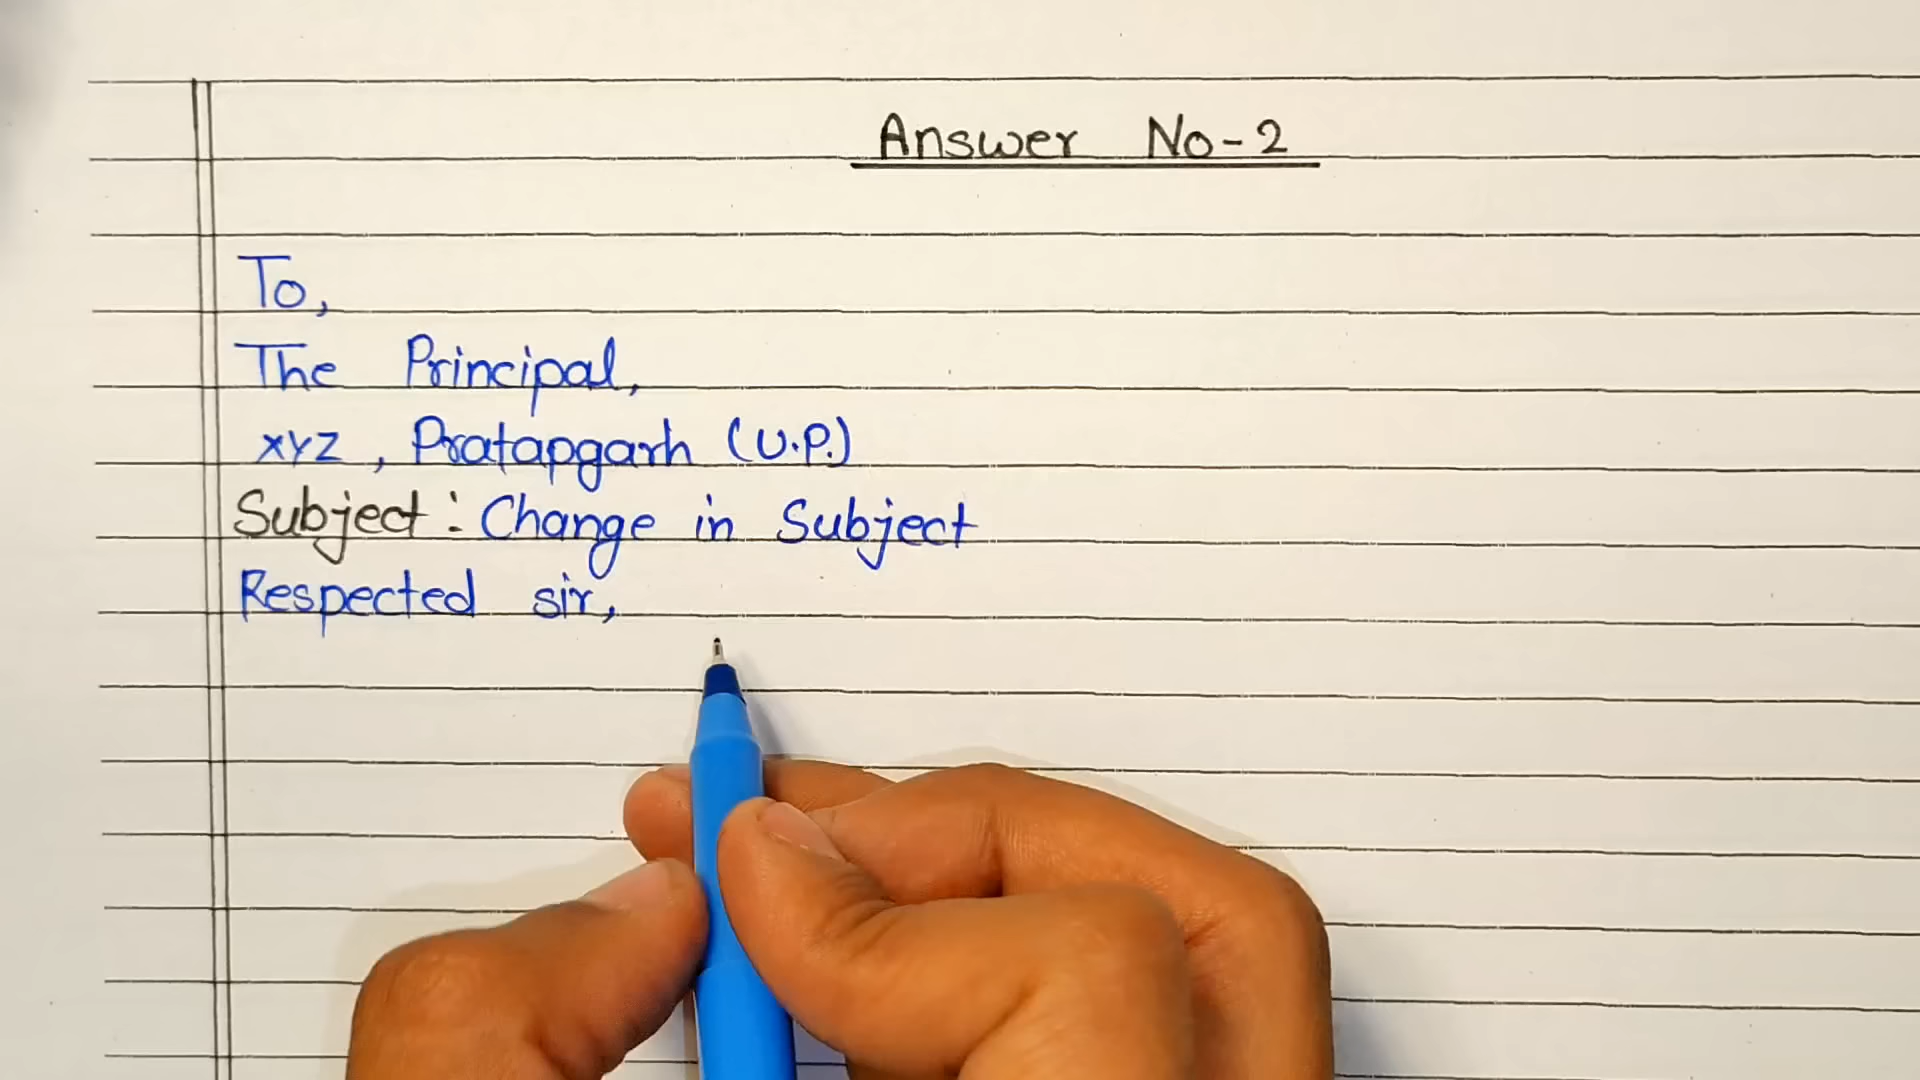 Answer No-2
To,
The Principal,
XYZ, Pratapgarh (U.P.)
Subject: Change in Subject
Respected sir,